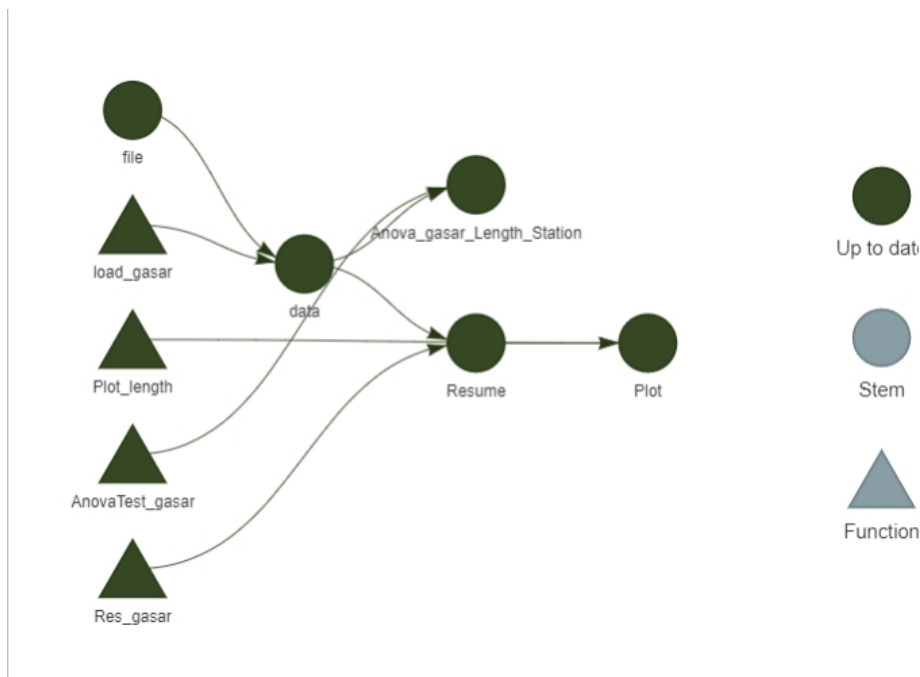 file
load_gasar
Plot_length
AnovaTest_gasar
Res_gasar
data
Anova_gasar_Length_Station
Resume
Plot
Up to date
Stem
Function